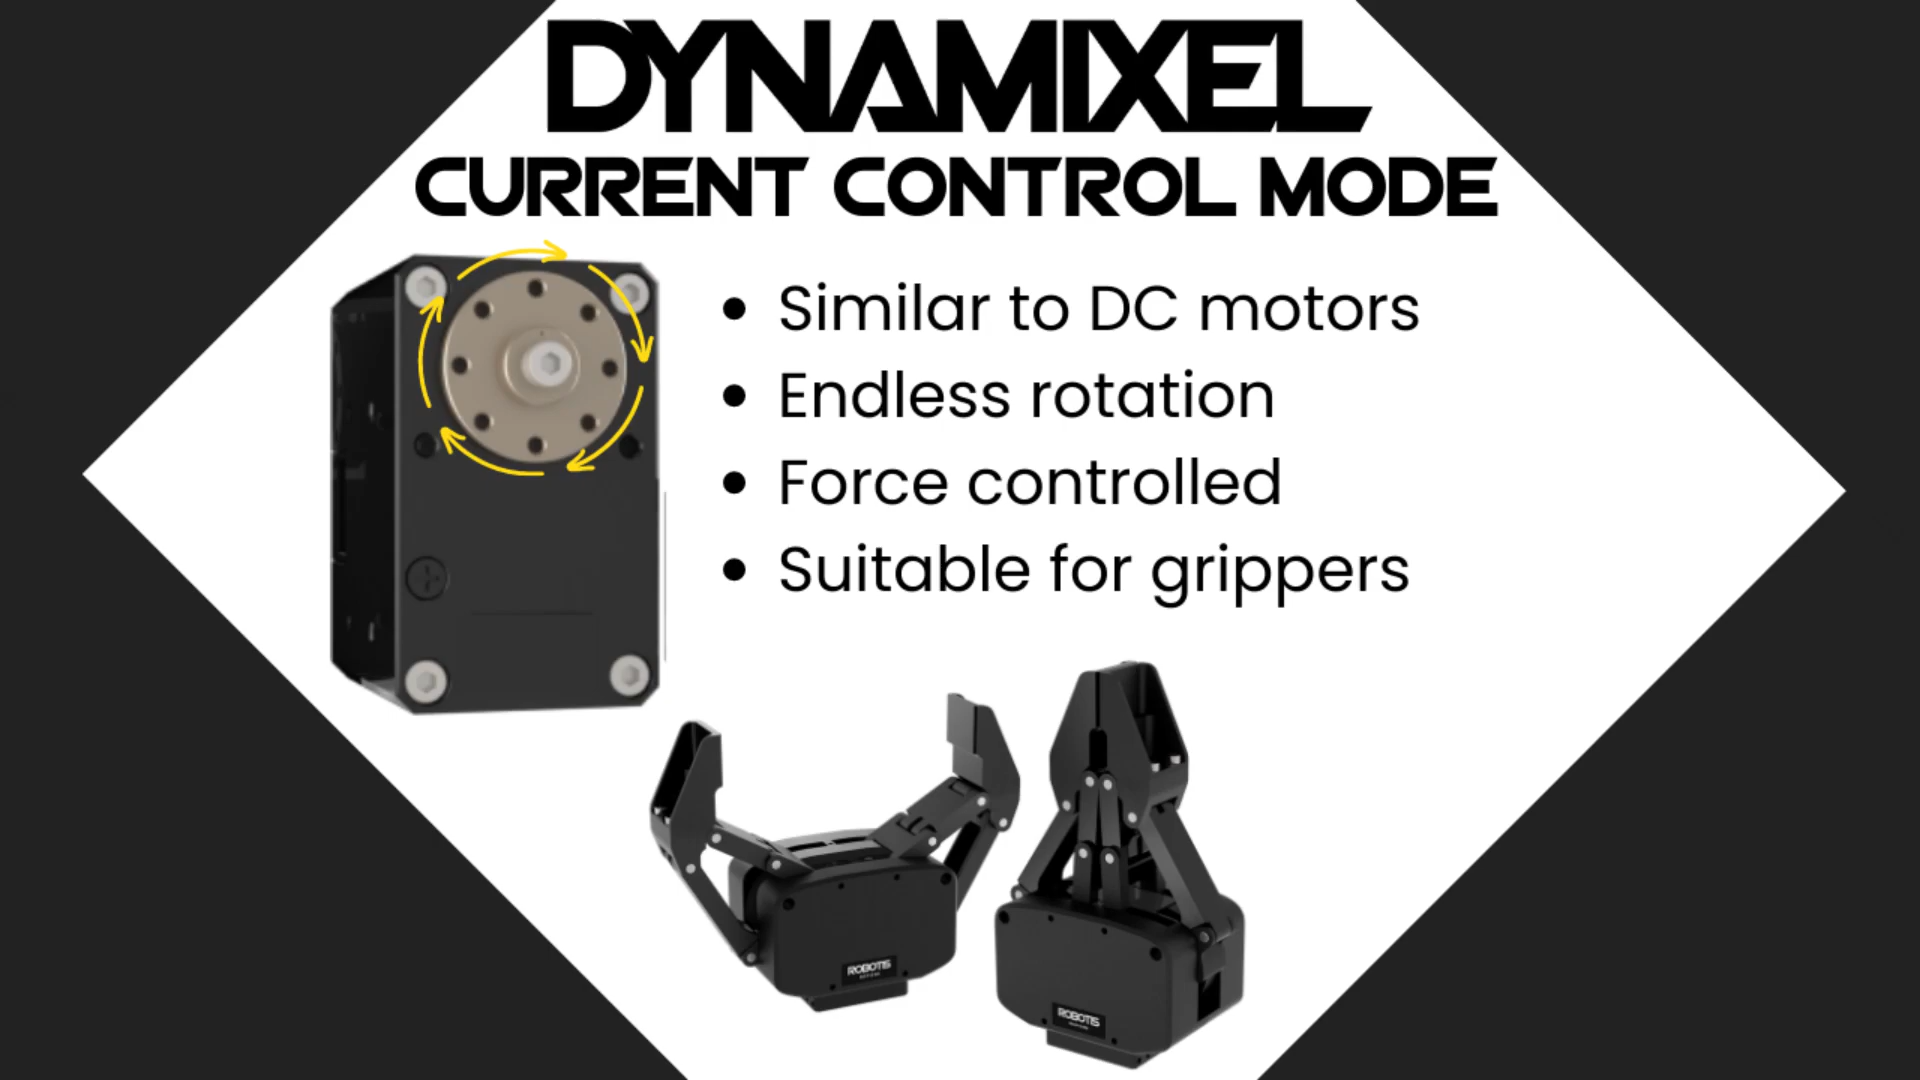 DYNAMIXEL
CURRENT CONTROL MODE
• Similar to DC motors
• Endless rotation
• Force controlled
• Suitable for grippers
ROBOTIS
ROBOTIS